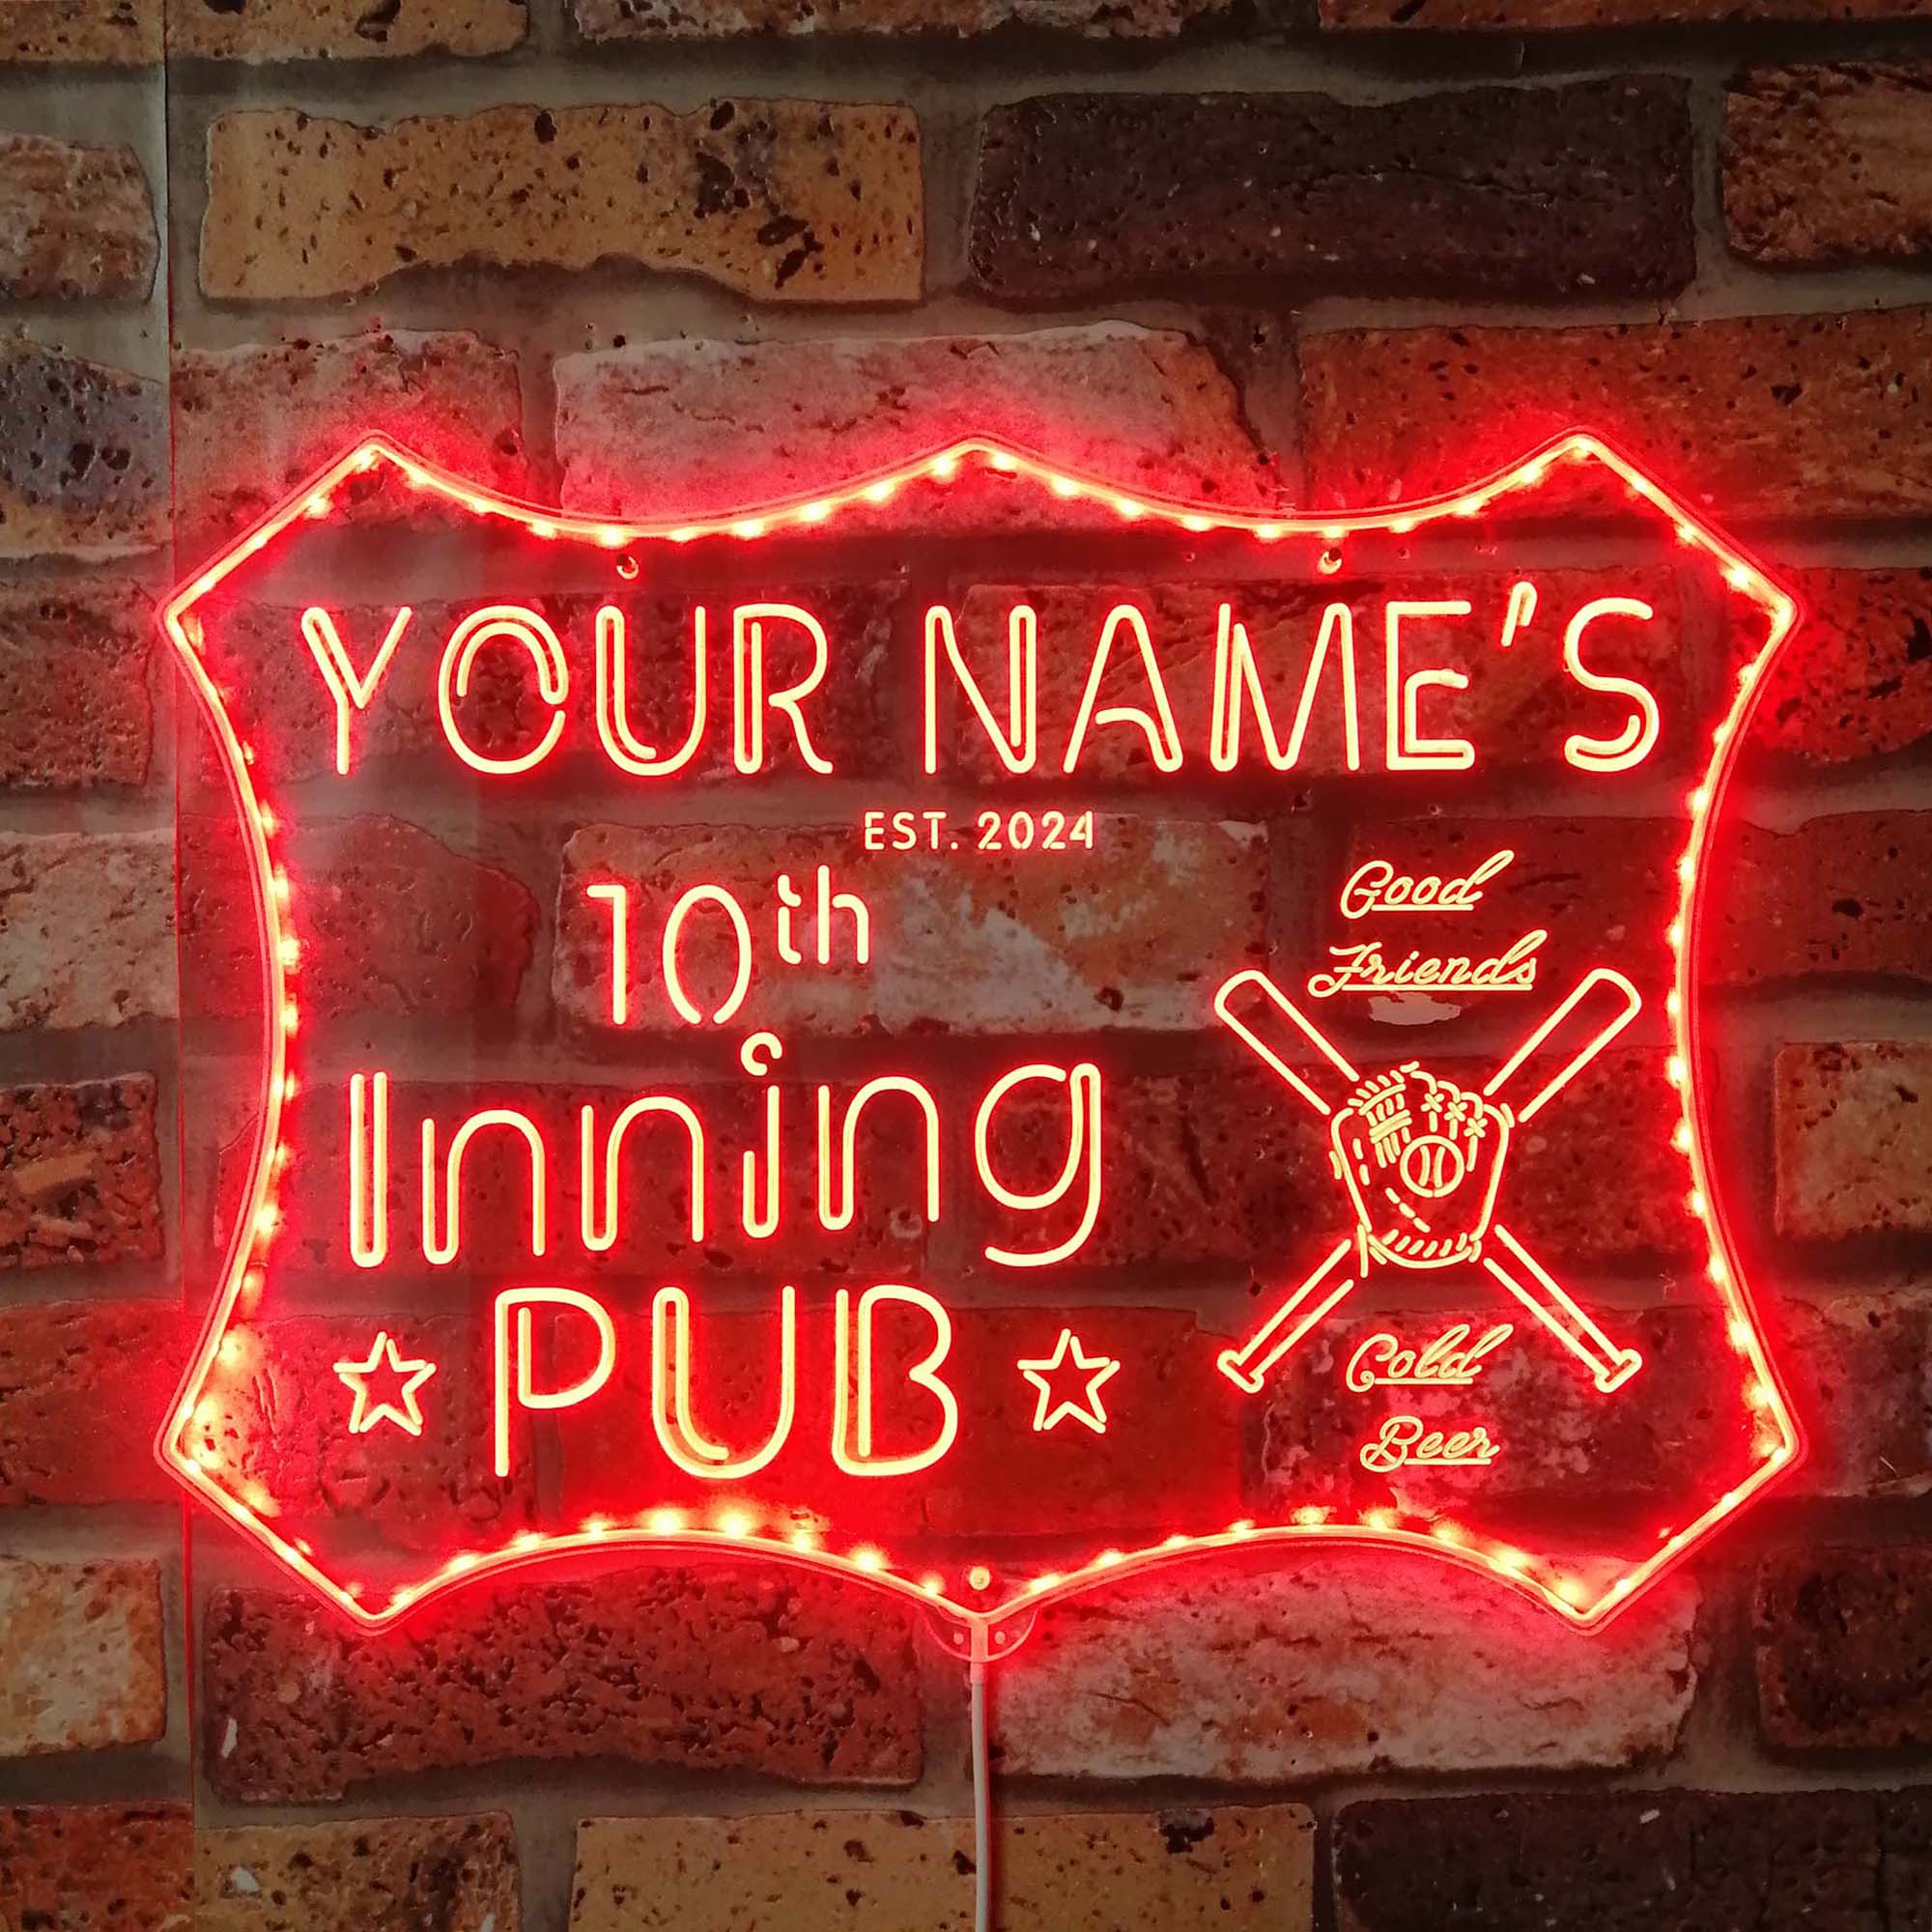 YOUR NAME'S
EST. 2024
10th
Inning
PUB
Good
Friends
Cold
Beer